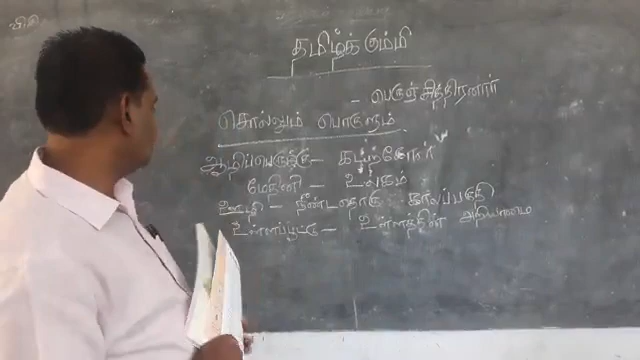 தமிழ்க்கும்மி
- பெருஞ்சித்திரனார்
சொல்லும் பொருளும்
ஆழிப்பெருக்கு - கடற்கோள்
மேதினி - உலகம்
ஊழி நீண்டதொரு காலப்பகுதி
உள்ளப்பூட்டு - உள்ளத்தின் அறியாமை